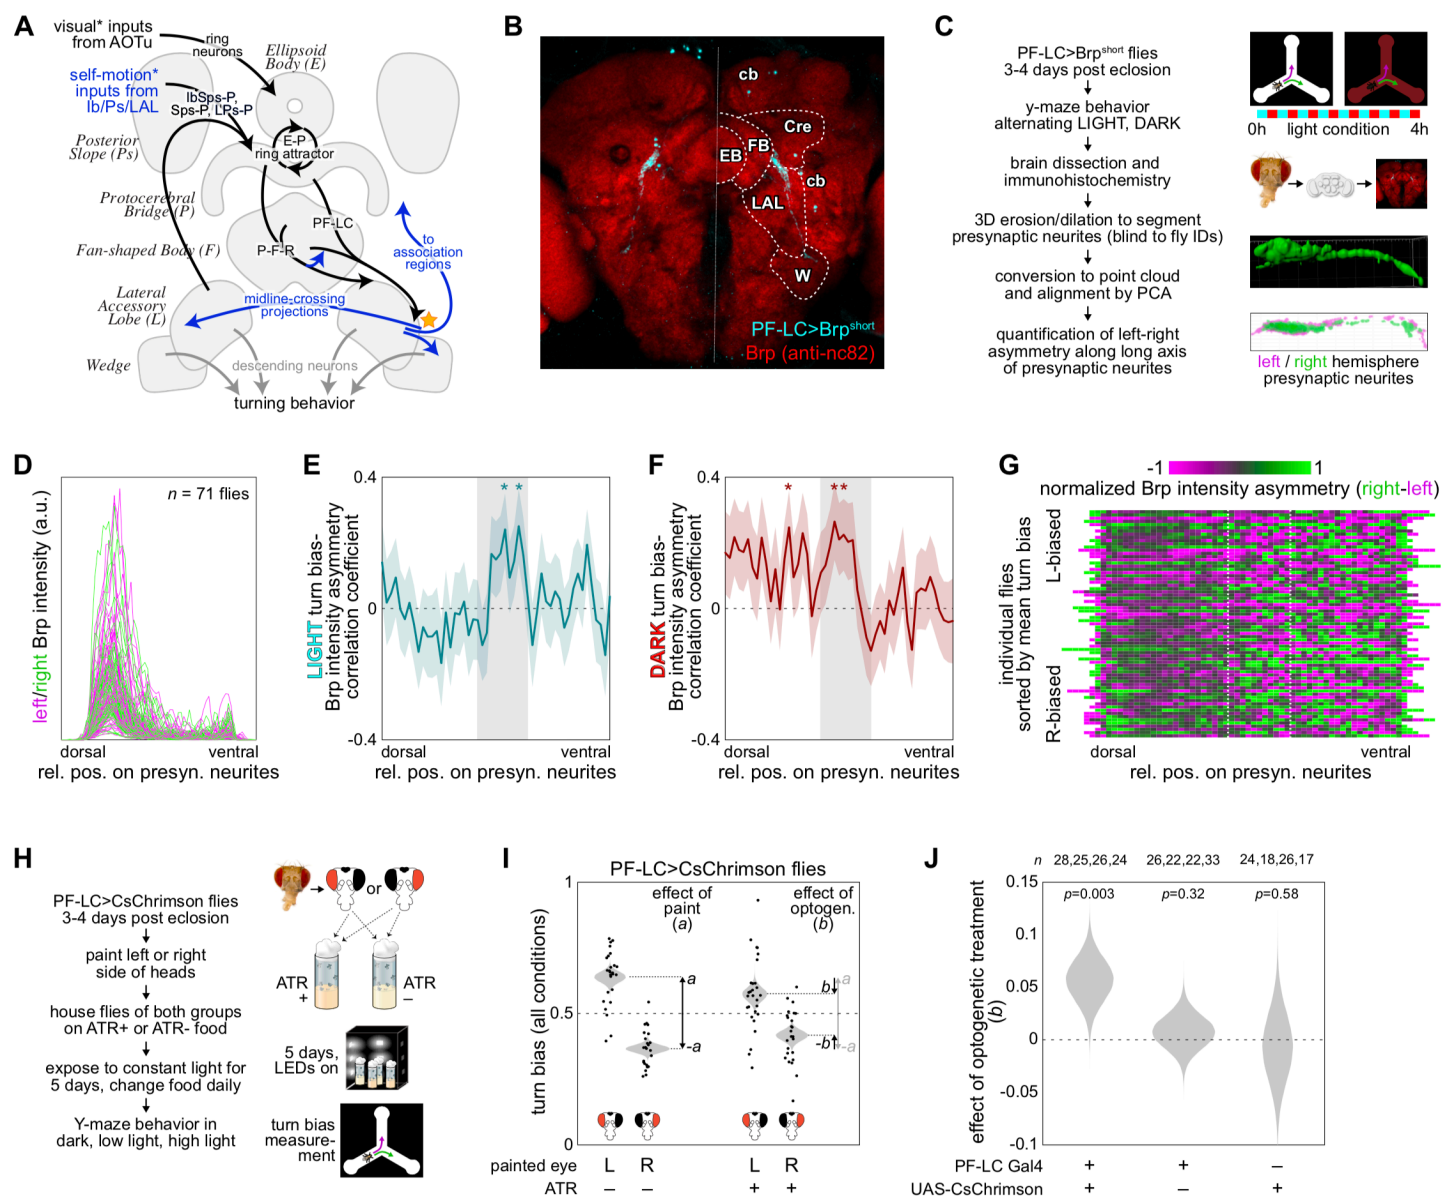 A
visual* inputs
from AOTu
ring
neurons
Ellipsoid
Body (E)
self-motion*
inputs from
Ib/Ps/LAL
IbSps-P,
Sps-P, LPs-P
Posterior
Slope (Ps)
E-P
ring attractor
Protocerebral
Bridge (P)
PF-LC
Fan-shaped Body (F)
P-F-R
to
association
regions
Lateral
Accessory
Lobe (L)
midline-crossing
projections
Wedge
descending neurons
turning behavior
B
cb
Cre
FB
EB
cb
LAL
W
PF-LC>Brpshort
Brp (anti-nc82)
C
PF-LC>Brpshort flies
3-4 days post eclosion
y-maze behavior
alternating LIGHT, DARK
brain dissection and
immunohistochemistry
3D erosion/dilation to segment
presynaptic neurites (blind to fly IDs)
conversion to point cloud
and alignment by PCA
quantification of left-right
asymmetry along long axis
of presynaptic neurites
0h light condition 4h
left / right hemisphere
presynaptic neurites
D
left/right Brp intensity (a.u.)
n = 71 flies
dorsal ventral
rel. pos. on presyn. neurites
E
LIGHT turn bias-
Brp intensity asymmetry
correlation coefficient
0.4
0
-0.4
* *
dorsal ventral
rel. pos. on presyn. neurites
F
DARK turn bias-
Brp intensity asymmetry
correlation coefficient
0.4
0
-0.4
* **
dorsal ventral
rel. pos. on presyn. neurites
G
-1 1
normalized Brp intensity asymmetry (right-left)
individual flies
sorted by mean turn bias
L-biased
R-biased
dorsal ventral
rel. pos. on presyn. neurites
H
PF-LC>CsChrimson flies
3-4 days post eclosion
paint left or right
side of heads
house flies of both groups
on ATR+ or ATR- food
expose to constant light for
5 days, change food daily
Y-maze behavior in
dark, low light, high light
or
ATR
+
ATR
–
5 days,
LEDs on
turn bias
measure-
ment
I
PF-LC>CsChrimson flies
turn bias (all conditions)
1
0.5
0
effect of
paint
(a)
effect of
optogen.
(b)
a
-a
b
a
-b
-a
painted eye L R L R
ATR – – + +
J
n 28,25,26,24 26,22,22,33 24,18,26,17
effect of optogenetic treatment
(b)
0.15
0.1
0.05
0
-0.05
-0.1
p=0.003 p=0.32 p=0.58
PF-LC Gal4 + + –
UAS-CsChrimson + – +